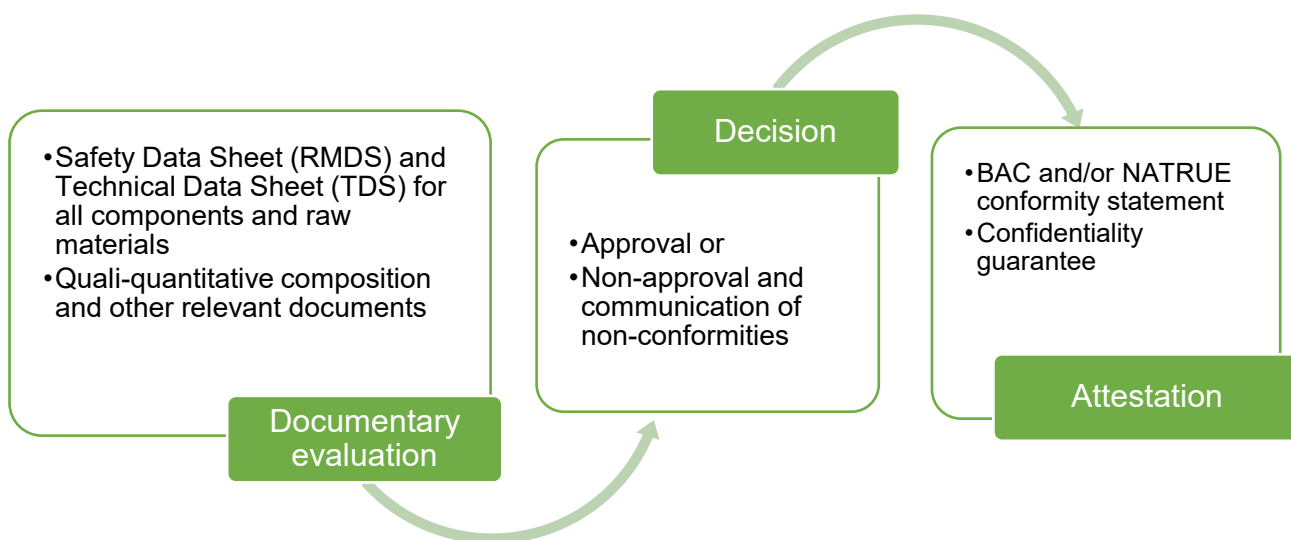 •Safety Data Sheet (RMDS) and
Technical Data Sheet (TDS) for
all components and raw
materials
•Quali-quantitative composition
and other relevant documents
Documentary
evaluation
Decision
•Approval or
•Non-approval and
communication of
non-conformities
•BAC and/or NATRUE
conformity statement
•Confidentiality
guarantee
Attestation